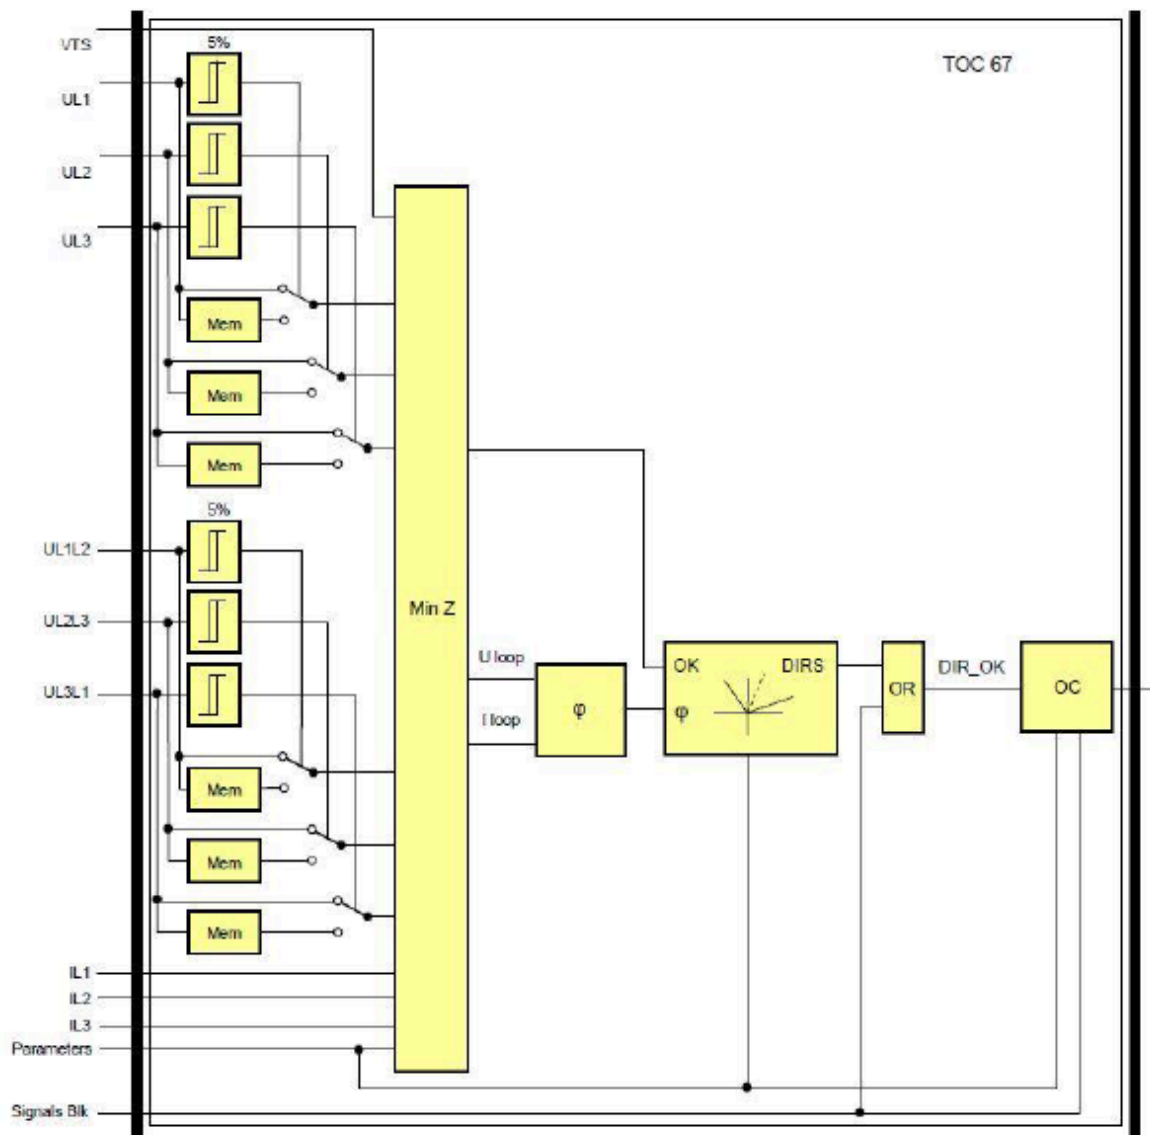 VTS
5%
TOC 67
UL1
UL2
UL3
Mem
Mem
Mem
5%
UL1L2
UL2L3
UL3L1
Min Z
U loop
I loop
φ
OK
DIRS
φ
OR
DIR_OK
OC
Mem
Mem
Mem
IL1
IL2
IL3
Parameters
Signals Blk